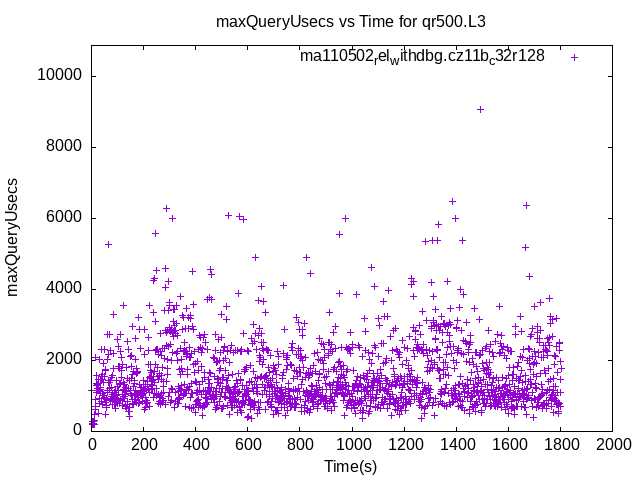 maxQueryUsecs vs Time for qr500.L3
ma110502relwithdbg.cz11bc32r128
10000
8000
6000
4000
2000
0
maxQueryUsecs
0 200 400 600 800 1000 1200 1400 1600 1800 2000
Time(s)